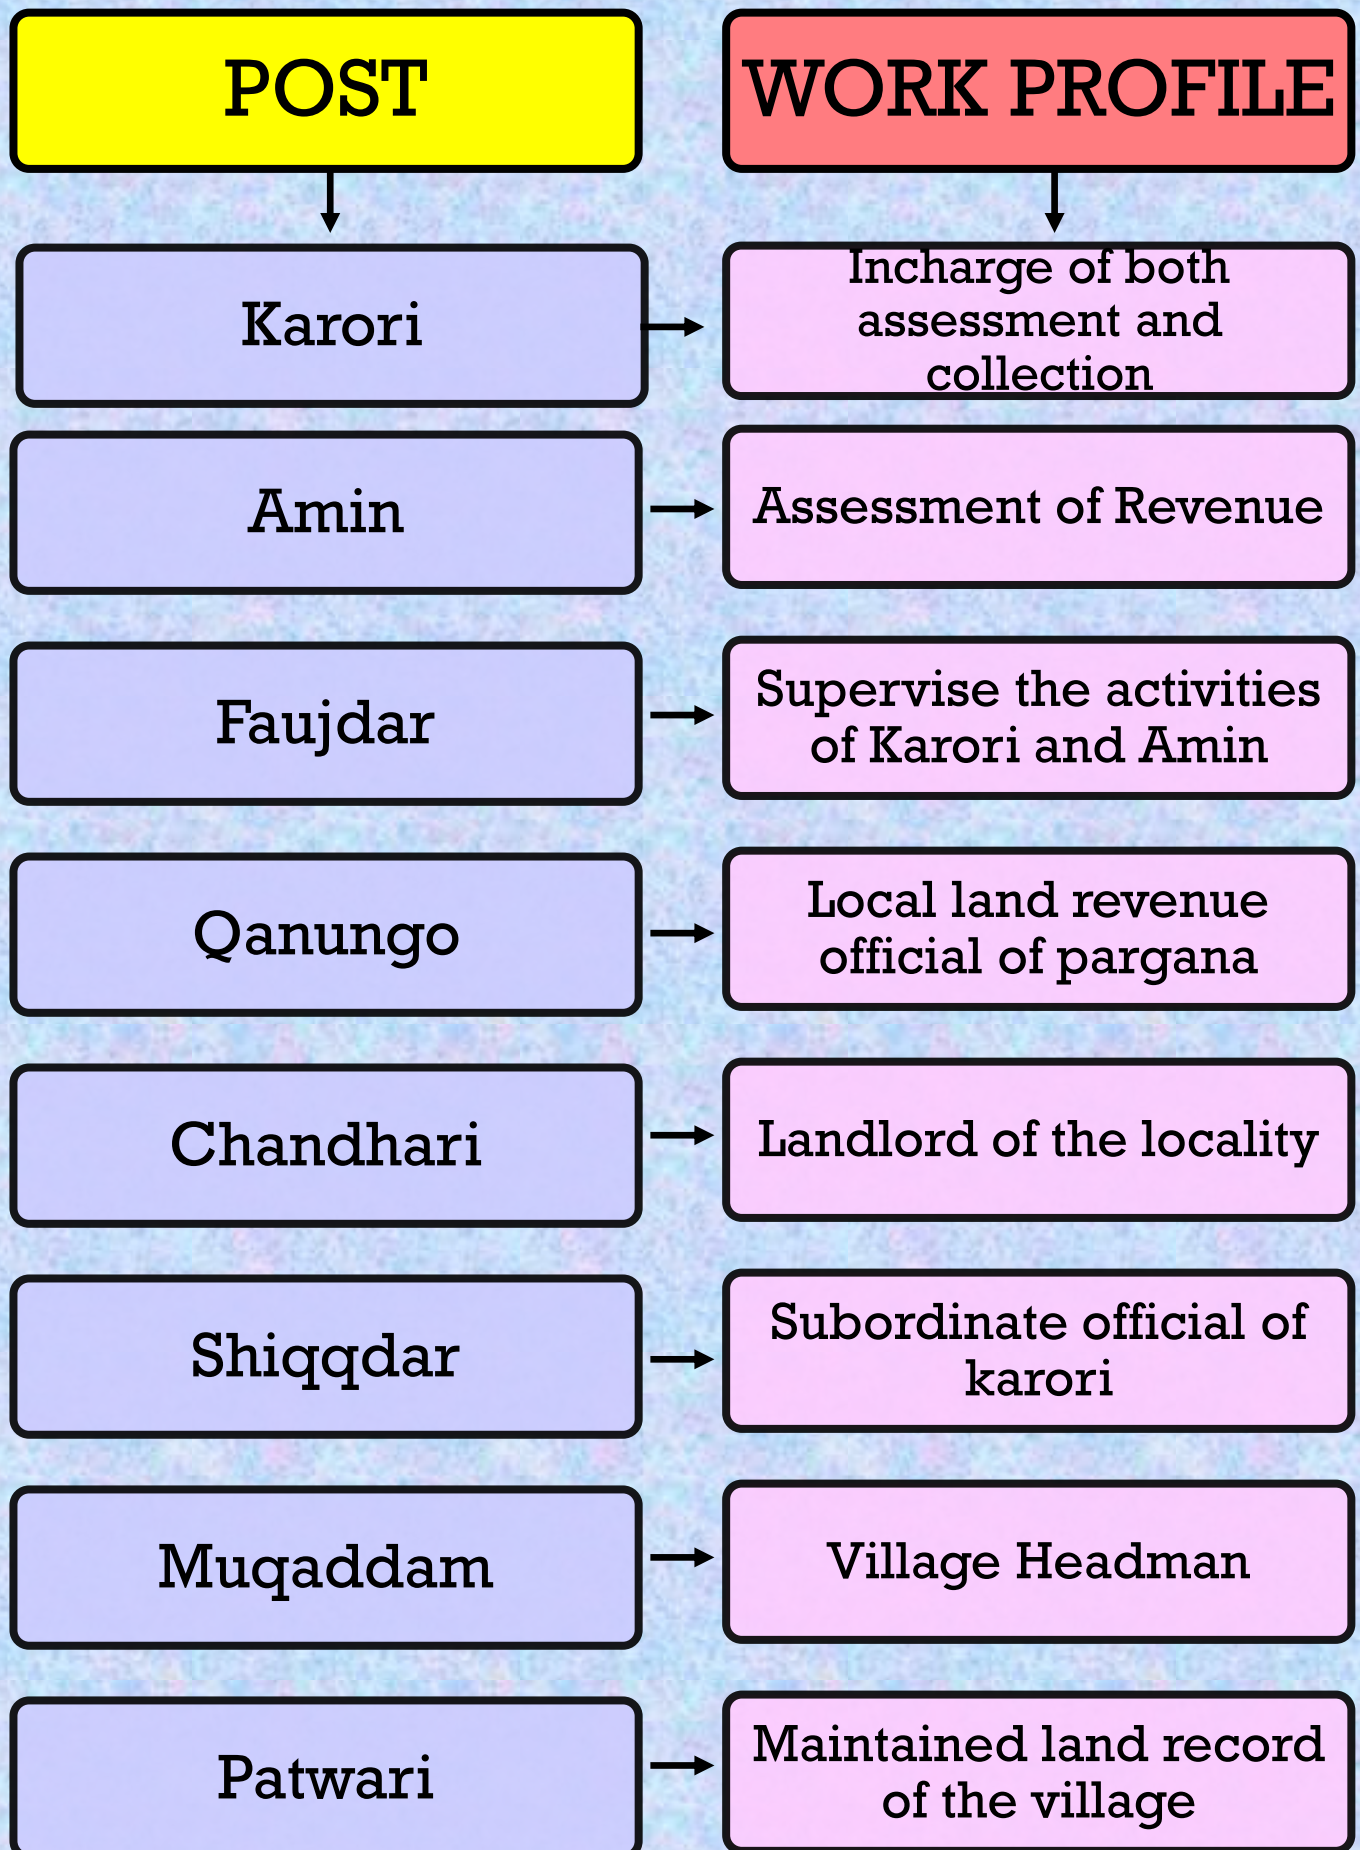 POST
WORK PROFILE
Karori
Incharge of both
assessment and
collection
Amin
Assessment of Revenue
Faujdar
Supervise the activities
of Karori and Amin
Qanungo
Local land revenue
official of pargana
Chandhari
Landlord of the locality
Shiqqdar
Subordinate official of
karori
Muqaddam
Village Headman
Patwari
Maintained land record
of the village